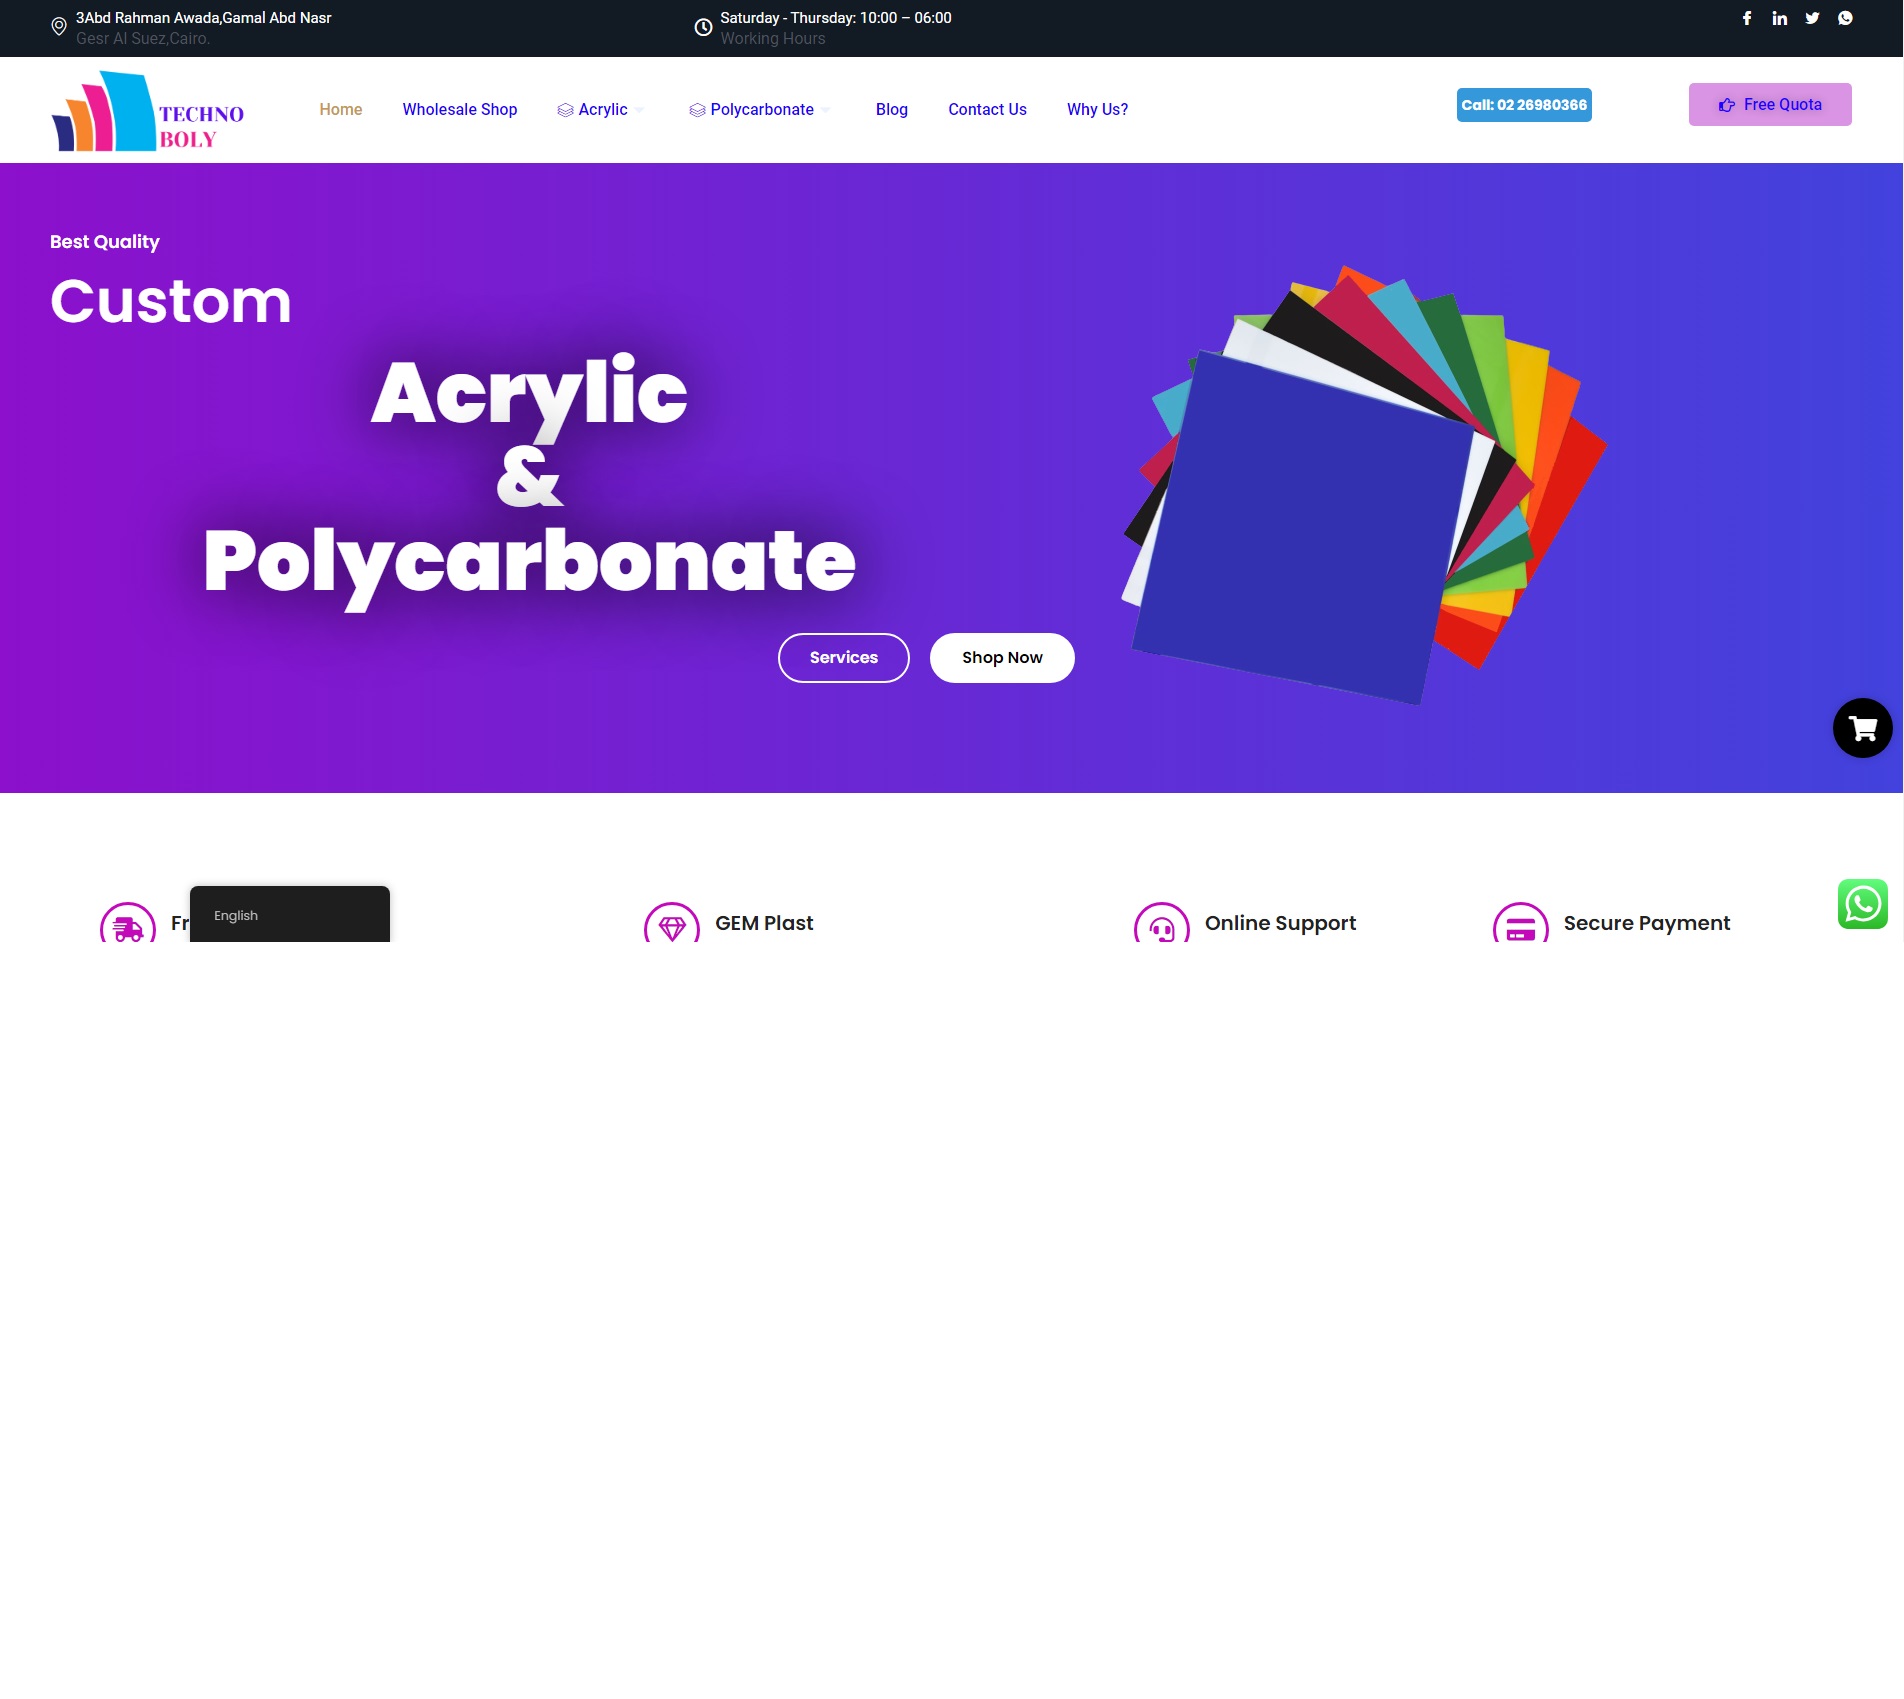 3Abd Rahman Awada,Gamal Abd Nasr
Gesr Al Suez,Cairo.
Saturday - Thursday: 10:00 – 06:00
Working Hours
TECHNO
BOLY
Home
Wholesale Shop
Acrylic
Polycarbonate
Blog
Contact Us
Why Us?
Call: 02 26980366
Free Quota
Best Quality
Custom
Acrylic
&
Polycarbonate
Services
Shop Now
English
GEM Plast
Online Support
Secure Payment